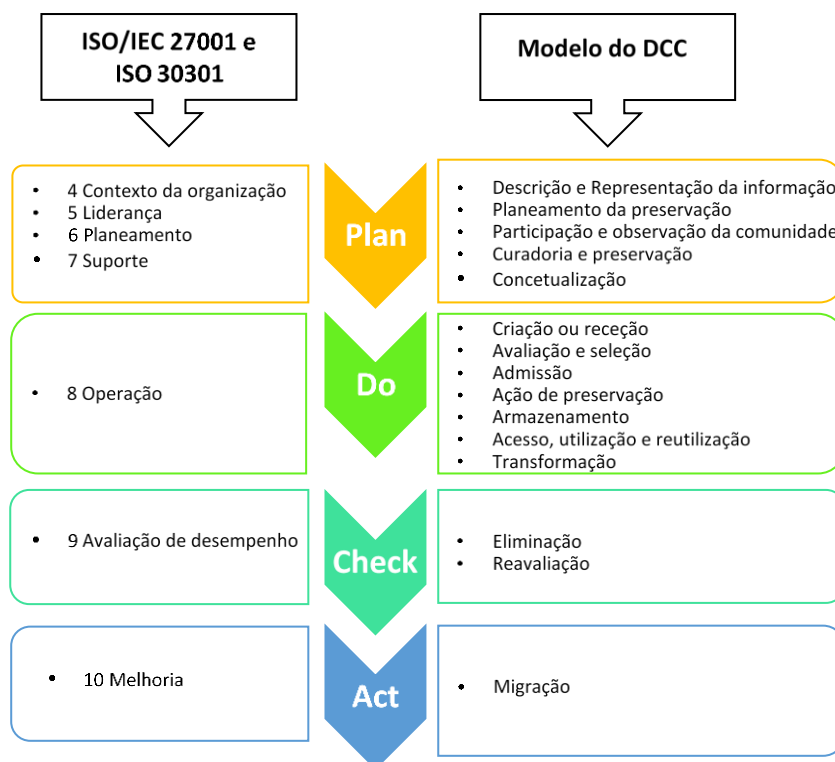 ISO/IEC 27001 e
ISO 30301
Modelo do DCC
• 4 Contexto da organização
• 5 Liderança
• 6 Planeamento
• 7 Suporte
Plan
• Descrição e Representação da informação
• Planeamento da preservação
• Participação e observação da comunidade
• Curadoria e preservação
• Concetualização
• 8 Operação
Do
• Criação ou receção
• Avaliação e seleção
• Admissão
• Ação de preservação
• Armazenamento
• Acesso, utilização e reutilização
• Transformação
• 9 Avaliação de desempenho
Check
• Eliminação
• Reavaliação
• 10 Melhoria
Act
• Migração